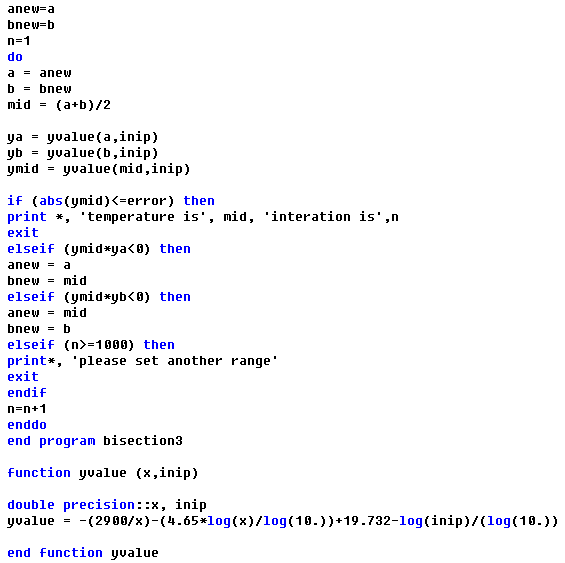 anew=a
bnew=b
n=1
do
a = anew
b = bnew
mid = (a+b)/2
ya = yvalue(a,inip)
yb = yvalue(b,inip)
ymid = yvalue(mid,inip)
if (abs(ymid)<=error) then
print *, 'temperature is', mid, 'interation is',n
exit
elseif (ymid*ya<0) then
anew = a
bnew = mid
elseif (ymid*yb<0) then
anew = mid
bnew = b
elseif (n>=1000) then
print*, 'please set another range'
exit
endif
n=n+1
enddo
end program bisection3
function yvalue (x,inip)
double precision::x, inip
yvalue = -(2900/x)-(4.65*log(x)/log(10.))+19.732-log(inip)/(log(10.))
end function yvalue